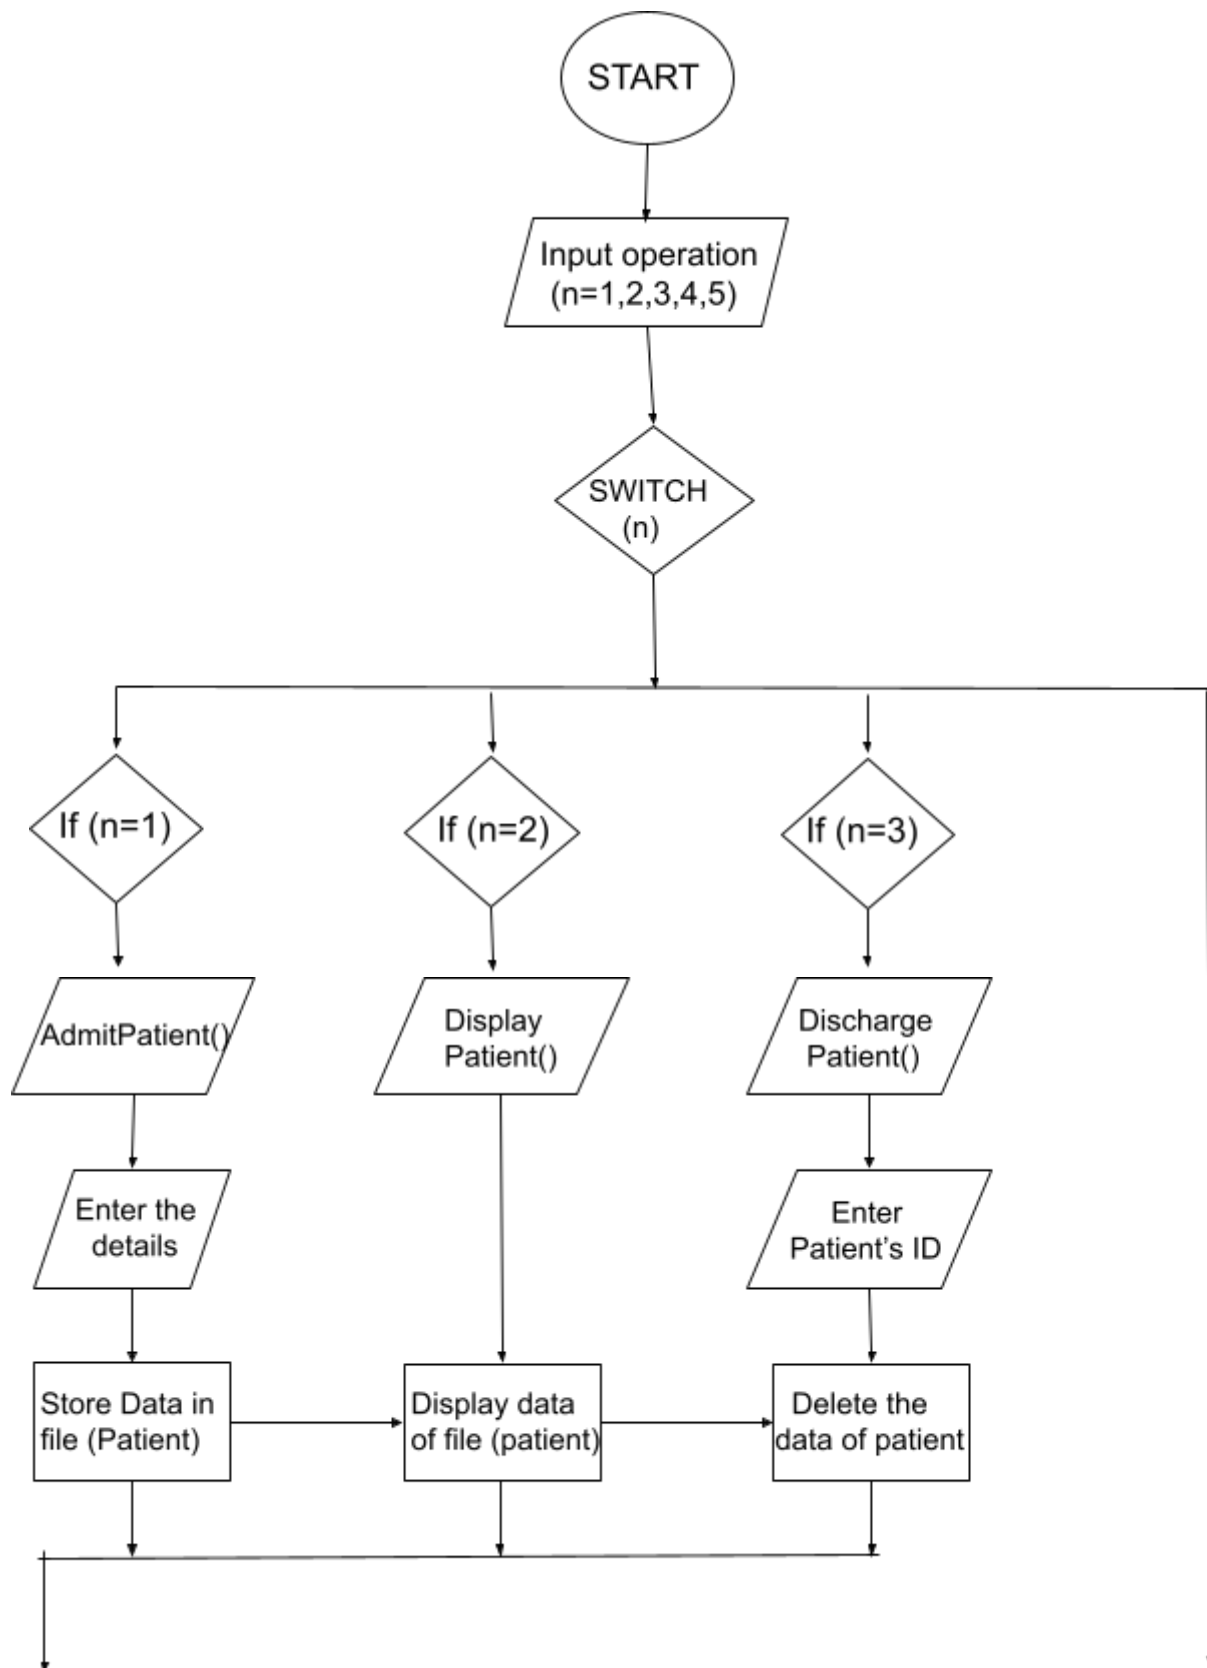 START
Input operation
(n=1,2,3,4,5)
SWITCH
(n)
If (n=1)
If (n=2)
If (n=3)
AdmitPatient()
Display
Patient()
Discharge
Patient()
Enter the
details
Enter
Patient’s ID
Store Data in
file (Patient)
Display data
of file (patient)
Delete the
data of patient